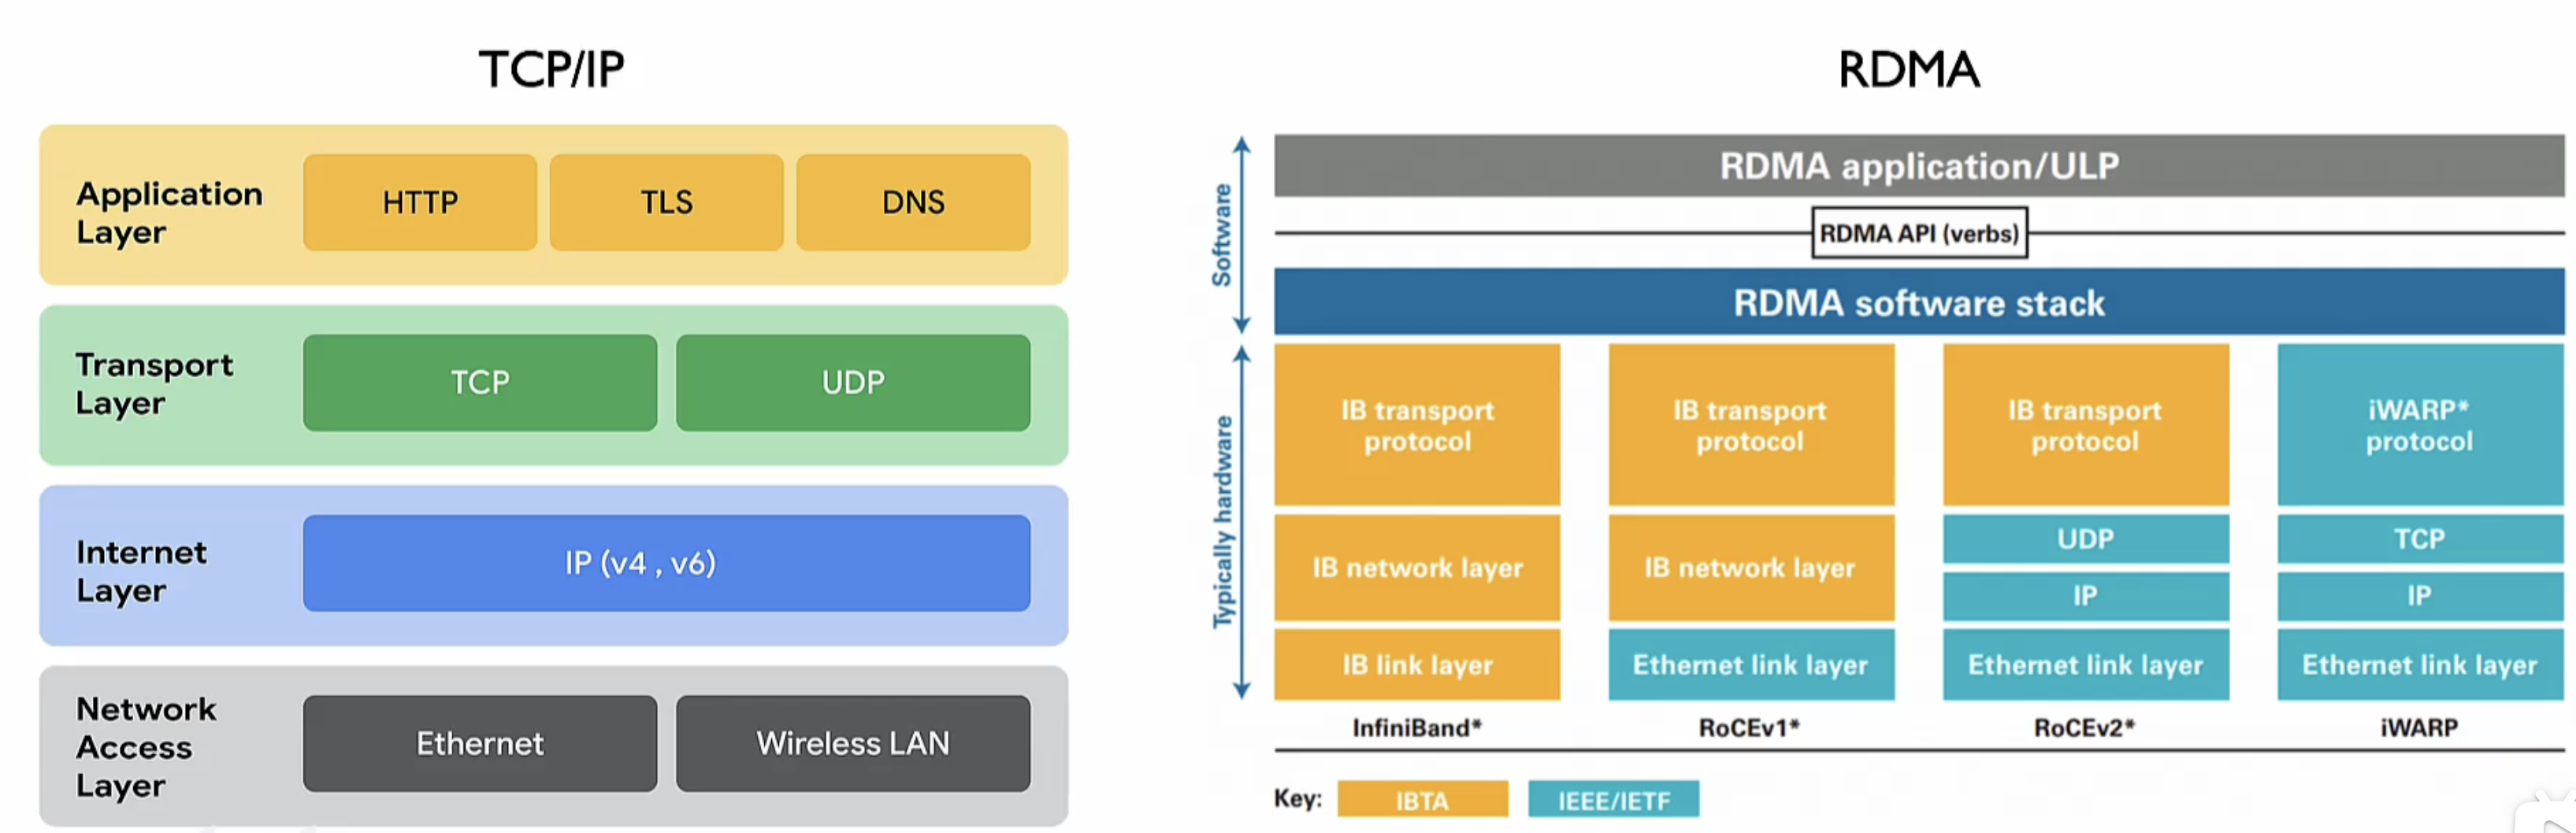 TCP/IP
Application
Layer
HTTP
TLS
DNS
Transport
Layer
TCP
UDP
Internet
Layer
IP (v4 , v6)
Network
Access
Layer
Ethernet
Wireless LAN
RDMA
Software
Typically hardware
RDMA application/ULP
RDMA API (verbs)
RDMA software stack
IB transport
protocol
IB transport
protocol
IB transport
protocol
iWARP*
protocol
IB network layer
IB network layer
UDP
IP
TCP
IP
IB link layer
Ethernet link layer
Ethernet link layer
Ethernet link layer
InfiniBand*
RoCEv1*
RoCEv2*
iWARP
Key:
IBTA
IEEE/IETF